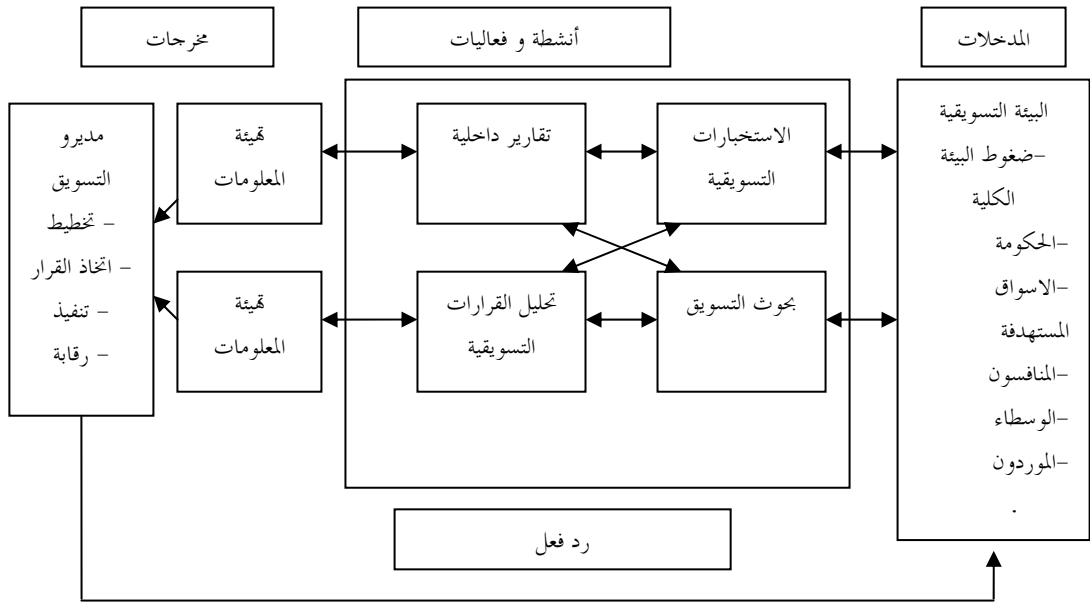 المدخلات
أنشطة و فعاليات
مخرجات
البيئة التسويقية
-ضغوط البيئة
الكلية
-الحكومة
-الاسواق
المستهدفة
-المنافسون
-الوسطاء
-الموردون
.
الاستخبارات
التسويقية
تقارير داخلية
تهيئة
المعلومات
بحوث التسويق
تحليل القرارات
التسويقية
تهيئة
المعلومات
مديرو
التسويق
- تخطيط
- اتخاذ القرار
- تنفيذ
- رقابة
رد فعل